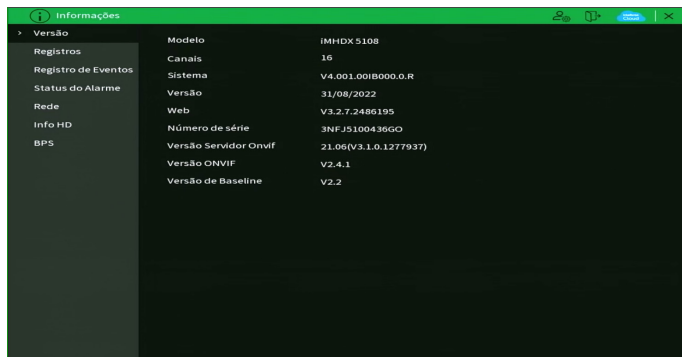 Informações
Cloud
Versão
Registros
Registro de Eventos
Status do Alarme
Rede
Info HD
BPS
Modelo iMHDX 5108
Canais 16
Sistema V4.001.00IB000.0.R
Versão 31/08/2022
Web V3.2.7.2486195
Número de série 3NFJ5100436GO
Versão Servidor Onvif 21.06(V3.1.0.1277937)
Versão ONVIF V2.4.1
Versão de Baseline V2.2